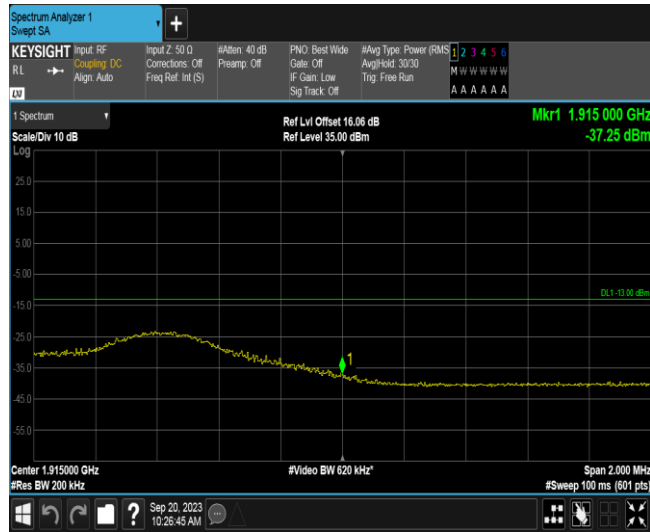 Spectrum Analyzer 1
Swept SA
+
KEYSIGHT
RL
LXI
Input: RF
Coupling: DC
Align: Auto
Input Z: 50 Ω
Corrections: Off
Freq Ref: Int (S)
#Atten: 40 dB
Preamp: Off
PNO: Best Wide
Gate: Off
IF Gain: Low
Sig Track: Off
#Avg Type: Power (RMS
Avg|Hold: 30/30
Trig: Free Run
1 2 3 4 5 6
M W W W W W
A A A A A A
1 Spectrum
Scale/Div 10 dB
Log
Ref Lvl Offset 16.06 dB
Ref Level 35.00 dBm
Mkr1 1.915 000 GHz
-37.25 dBm
25.0
15.0
5.00
-5.00
DL1 -13.00 dBm
-15.0
-25.0
1
-35.0
-45.0
-55.0
Center 1.915000 GHz
#Res BW 200 kHz
#Video BW 620 kHz*
Span 2.000 MHz
#Sweep 100 ms (601 pts)
?
Sep 20, 2023
10:26:45 AM